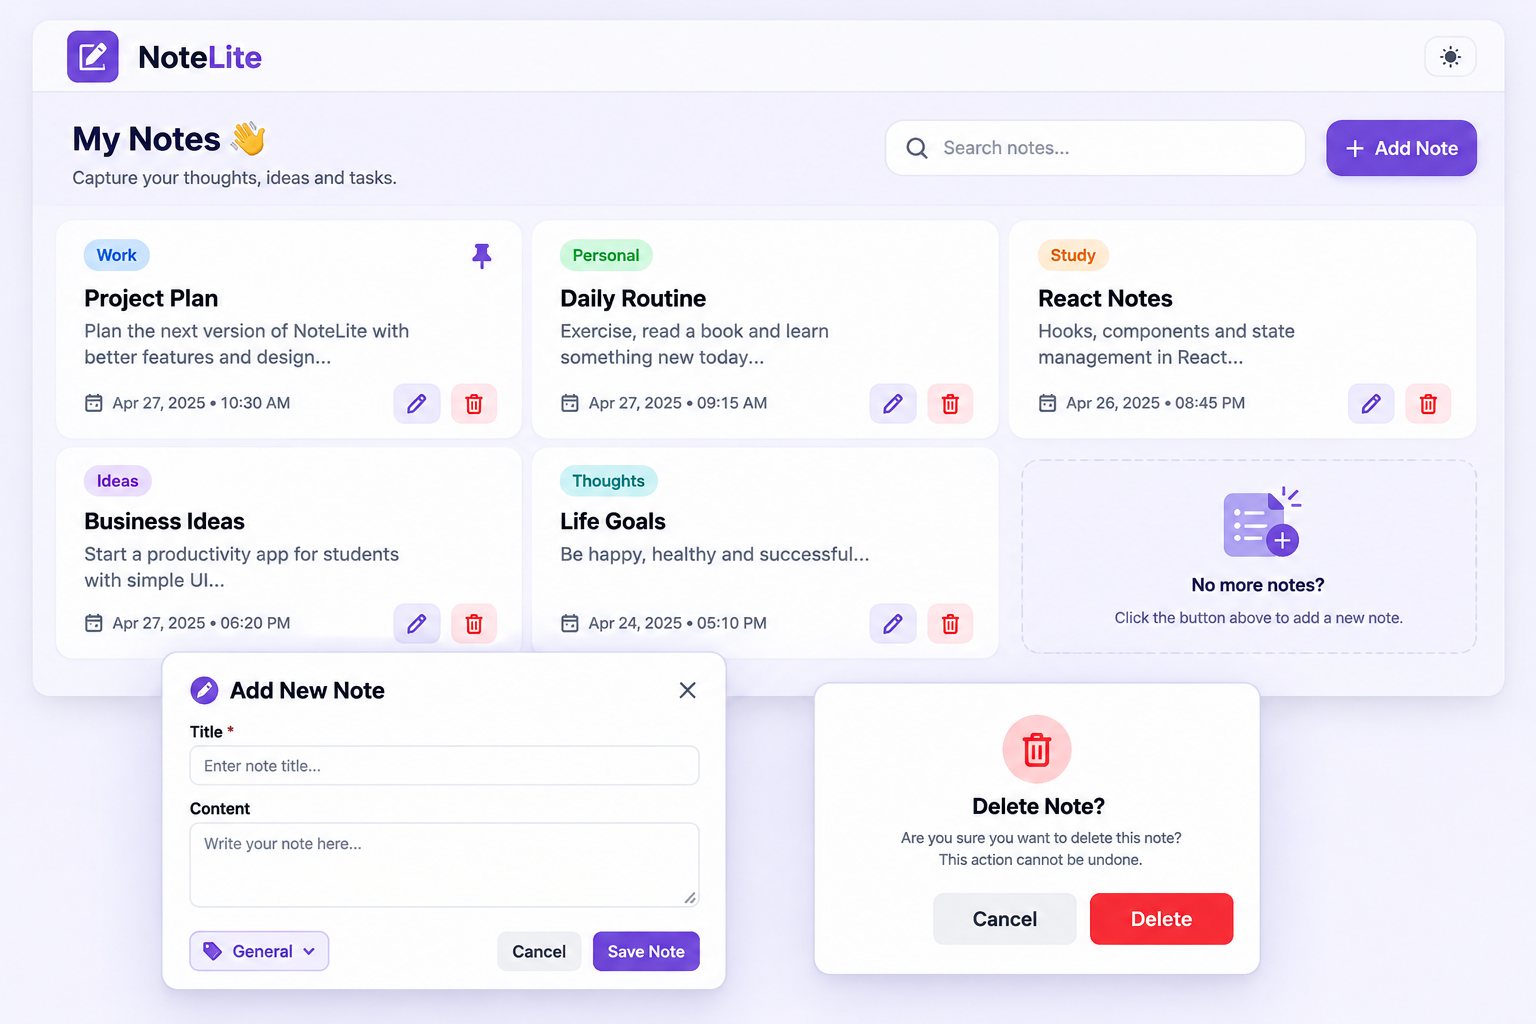 NoteLite
My Notes 👋
Capture your thoughts, ideas and tasks.
Search notes...
+ Add Note
Work
Project Plan
Plan the next version of NoteLite with
better features and design...
Apr 27, 2025 • 10:30 AM
Personal
Daily Routine
Exercise, read a book and learn
something new today...
Apr 27, 2025 • 09:15 AM
Study
React Notes
Hooks, components and state
management in React...
Apr 26, 2025 • 08:45 PM
Ideas
Business Ideas
Start a productivity app for students
with simple UI...
Apr 27, 2025 • 06:20 PM
Thoughts
Life Goals
Be happy, healthy and successful...
Apr 24, 2025 • 05:10 PM
No more notes?
Click the button above to add a new note.
Add New Note
Title *
Enter note title...
Content
Write your note here...
General
Cancel
Save Note
Delete Note?
Are you sure you want to delete this note?
This action cannot be undone.
Cancel
Delete